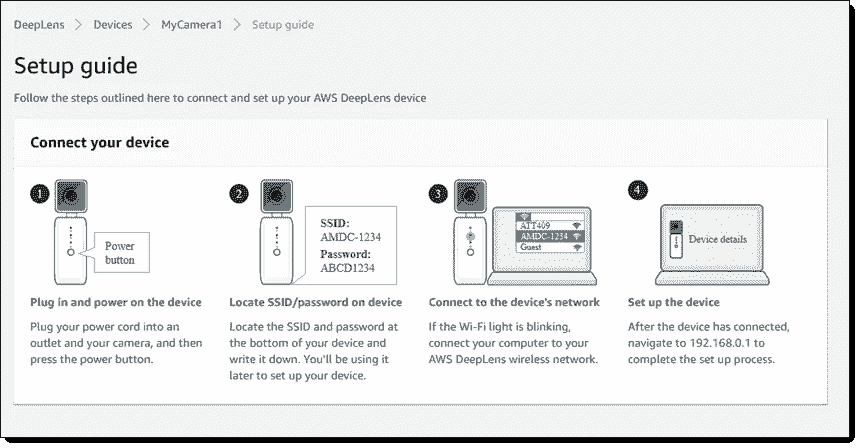 DeepLens > Devices > MyCamera1 > Setup guide
Setup guide
Follow the steps outlined here to connect and set up your AWS DeepLens device
Connect your device
1
Power
button
Plug in and power on the device
Plug your power cord into an
outlet and your camera, and then
press the power button.
2
SSID:
AMDC-1234
Password:
ABCD1234
Locate SSID/password on device
Locate the SSID and password at
the bottom of your device and
write it down. You'll be using it
later to set up your device.
3
ATT409
AMDC-1234
Guest
Connect to the device's network
If the Wi-Fi light is blinking,
connect your computer to your
AWS DeepLens wireless network.
4
Device details
Set up the device
After the device has connected,
navigate to 192.168.0.1 to
complete the set up process.